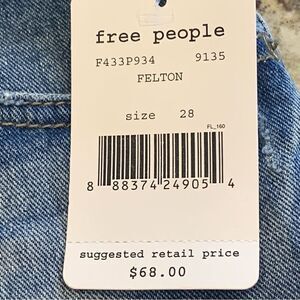 free people
F433P934 9135
FELTON
size 28
FL_160
8 88374 24905 4
suggested retail price
$68.00